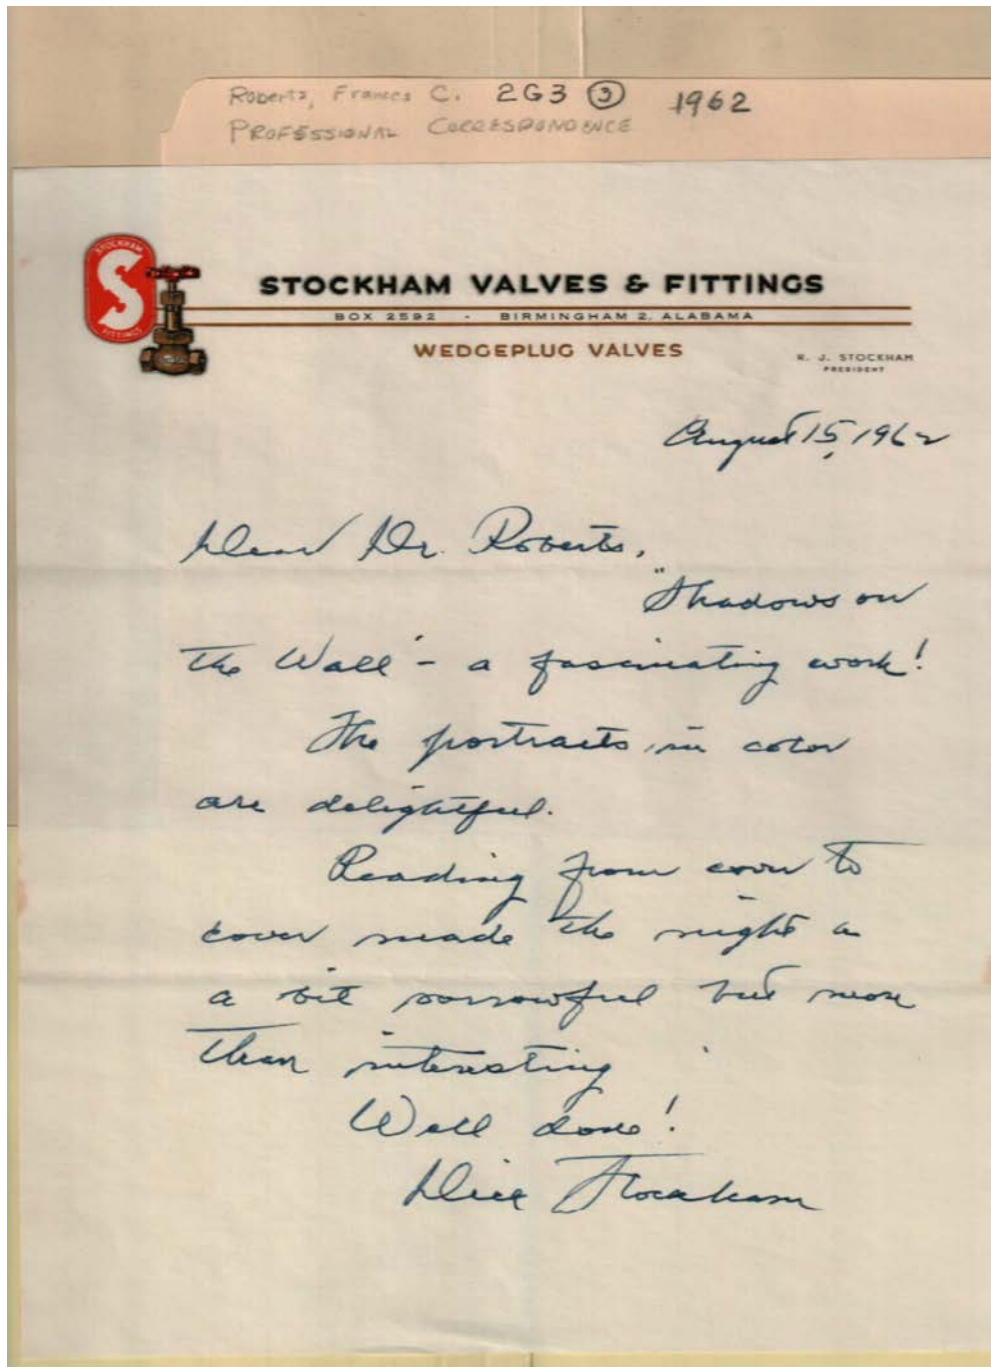 Roberts, Frances C. 2G3 ③ 1962
PROFESSIONAL CORRESPONDENCE
STOCKHAM
S
FITTINGS
STOCKHAM VALVES & FITTINGS
BOX 2592 - BIRMINGHAM 2, ALABAMA
WEDGEPLUG VALVES
R. J. STOCKHAM
PRESIDENT
August 15, 1962
Dear Dr. Roberts,
"Shadows on
the Wall" - a fascinating work!
The portraits in color
are delightful.
Reading from cover to
cover made the night a
a bit sorrowful but more
than interesting
Well done!
Dick Stockham